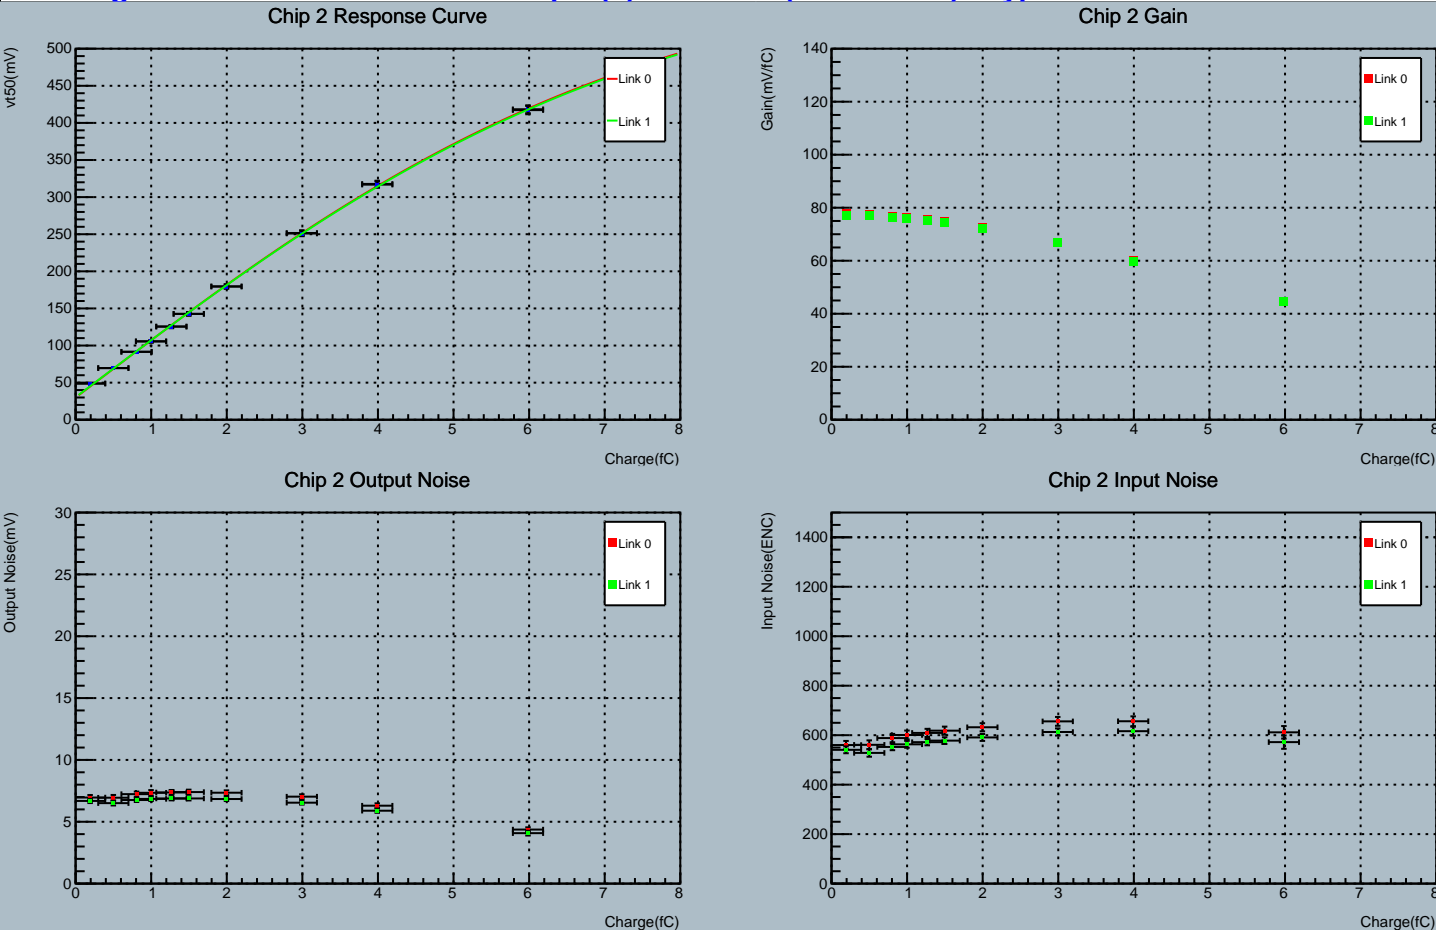 Chip 2 Response Curve
vt50(mV)
500
450
400
350
300
250
200
150
100
50
0
0 1 2 3 4 5 6 7 8
Charge(fC)
Link 0
Link 1
Chip 2 Gain
Gain(mV/fC)
140
120
100
80
60
40
20
0
0 1 2 3 4 5 6 7 8
Charge(fC)
Link 0
Link 1
Chip 2 Output Noise
Output Noise(mV)
30
25
20
15
10
5
0
0 1 2 3 4 5 6 7 8
Charge(fC)
Link 0
Link 1
Chip 2 Input Noise
Input Noise(ENC)
1400
1200
1000
800
600
400
200
0
0 1 2 3 4 5 6 7 8
Charge(fC)
Link 0
Link 1